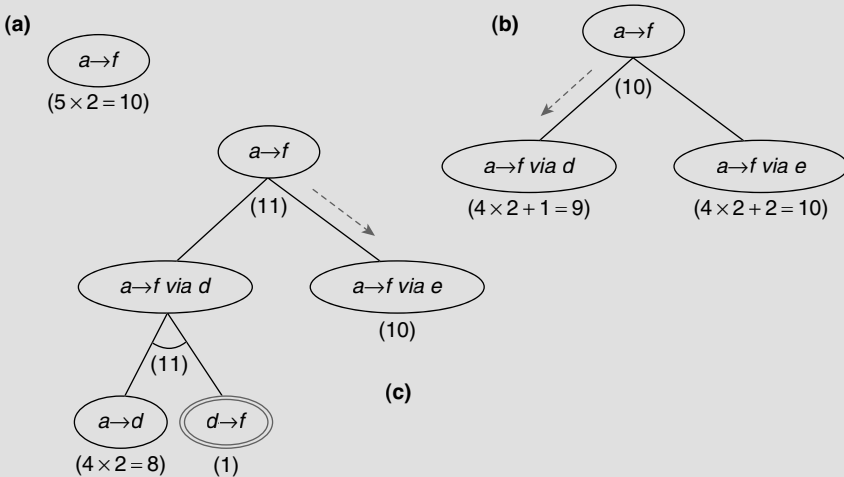 (a)
a→f
(5 × 2 = 10)
(b)
a→f
(10)
a→f via d
a→f via e
(4 × 2 + 1 = 9)
(4 × 2 + 2 = 10)
a→f
(11)
a→f via d
a→f via e
(10)
(11)
(c)
a→d
d→f
(4 × 2 = 8)
(1)